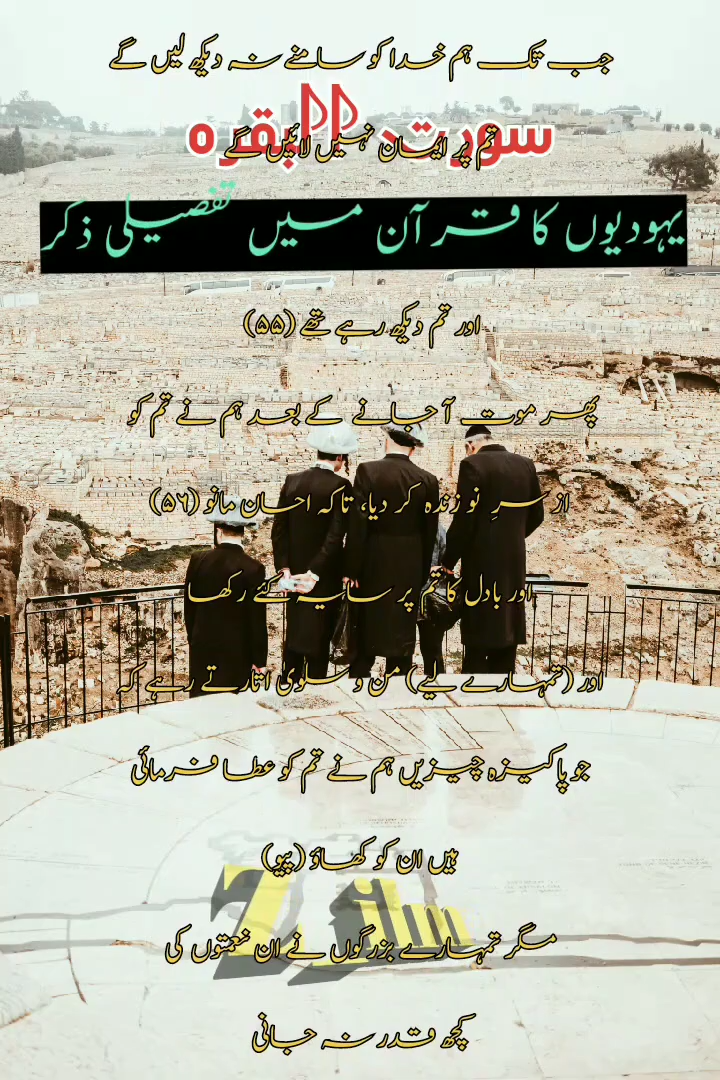 جب تک ہم خدا کو سامنے نہ دیکھ لیں گے
سورت البقرہ
تم پر ایمان نہیں لائیں گے
یہودیوں کا قرآن میں تفصیلی ذکر
اور تم دیکھ رہے تھے (۵۵)
پھر موت آ جانے کے بعد ہم نے تم کو
از سرِ نو زندہ کر دیا، تاکہ احسان مانو (۵۶)
اور بادل کا تم پر سایہ کئے رکھا
اور (تمہارے لیے) من و سلویٰ اتارتے رہے کہ
جو پاکیزہ چیزیں ہم نے تم کو عطا فرمائی
ہیں ان کو کھاؤ (پیو)
مگر تمہارے بزرگوں نے ان نعمتوں کی
کچھ قدر نہ جانی